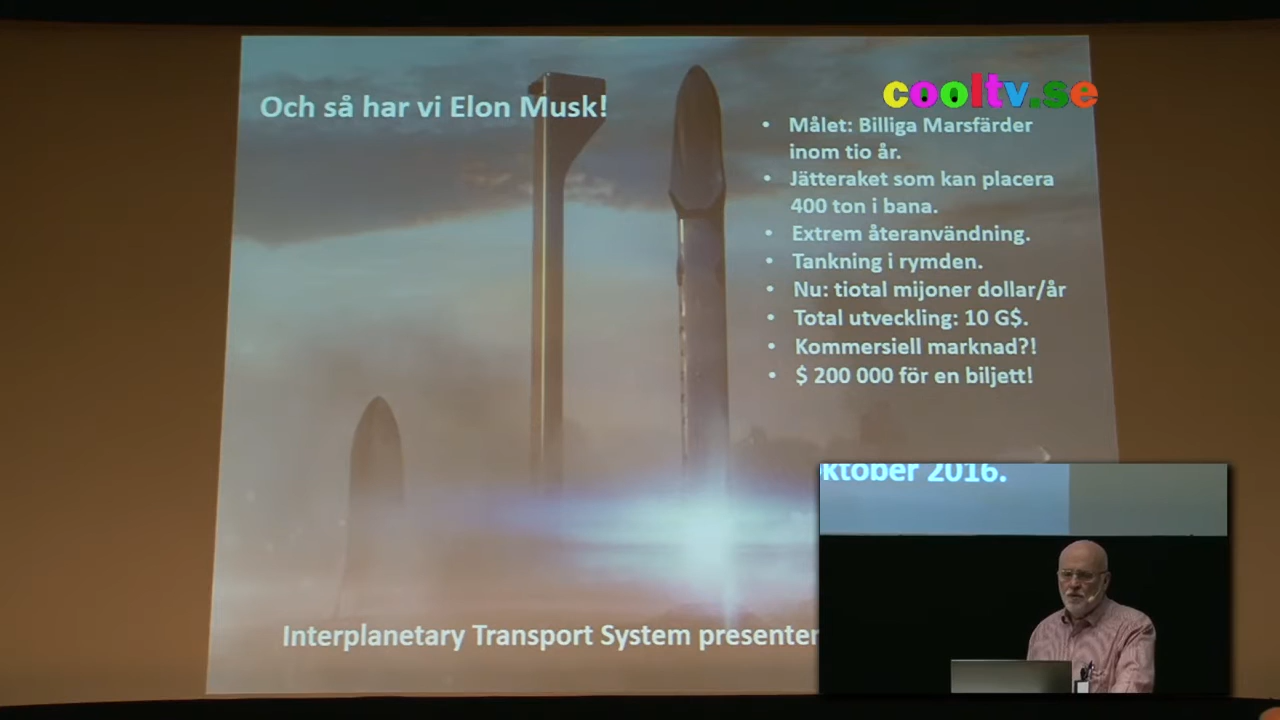 Och så har vi Elon Musk!
cooltv.se
• Målet: Billiga Marsfärder
inom tio år.
• Jätteraket som kan placera
400 ton i bana.
• Extrem återanvändning.
• Tankning i rymden.
• Nu: tiotal mijoner dollar/år
• Total utveckling: 10 G$.
• Kommersiell marknad?!
• $ 200 000 för en biljett!
ktober 2016.
Interplanetary Transport System presenter